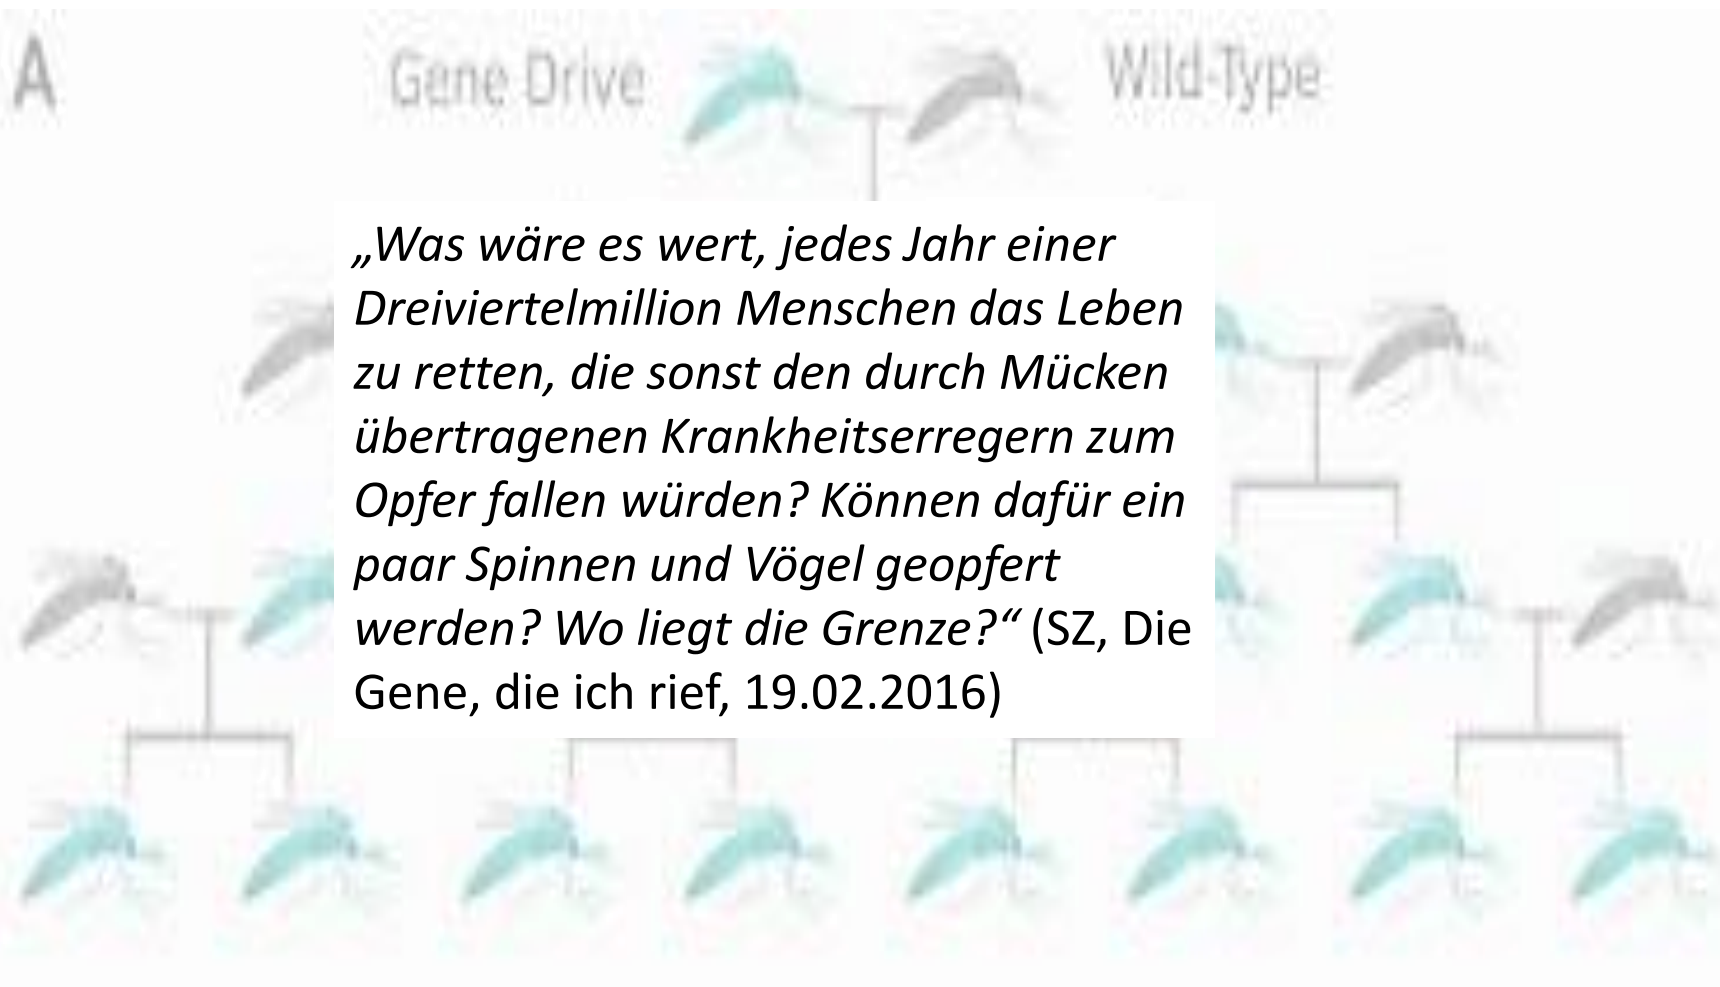 A
Gene Drive
Wild-Type
„Was wäre es wert, jedes Jahr einer
Dreiviertelmillion Menschen das Leben
zu retten, die sonst den durch Mücken
übertragenen Krankheitserregern zum
Opfer fallen würden? Können dafür ein
paar Spinnen und Vögel geopfert
werden? Wo liegt die Grenze?“ (SZ, Die
Gene, die ich rief, 19.02.2016)